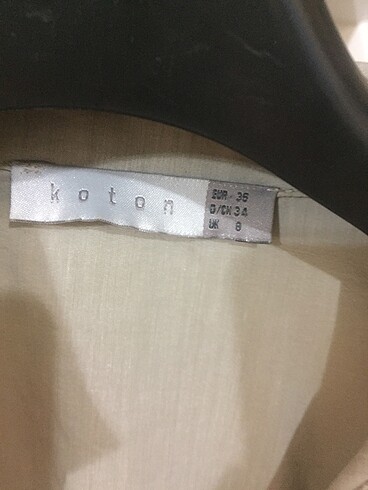 koton
EUR 36
D/CH 34
UK 8